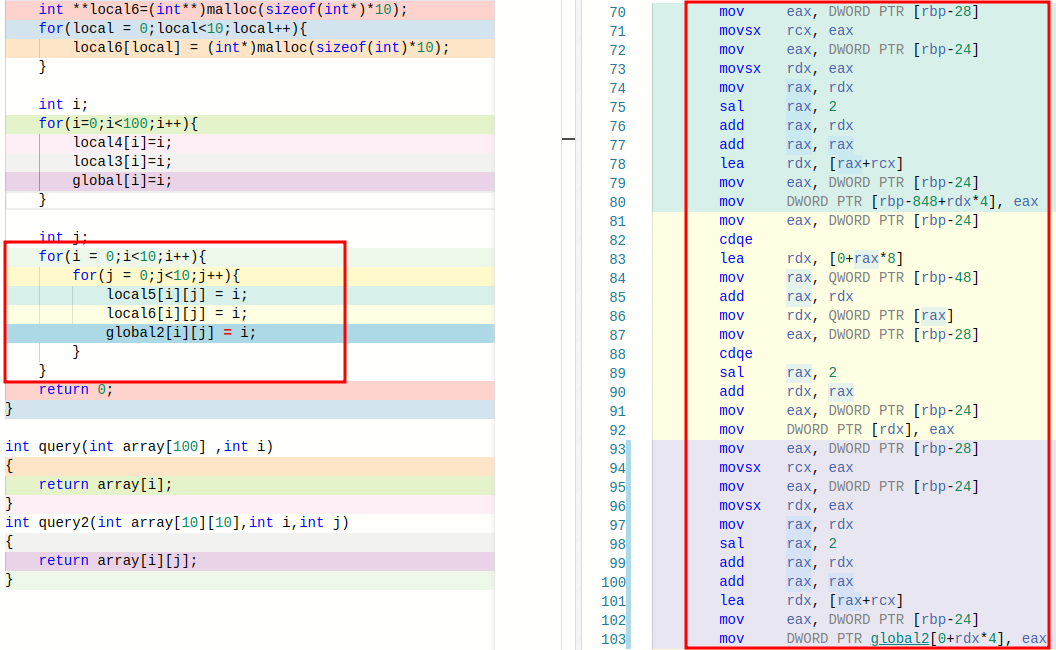 int **local6=(int**)malloc(sizeof(int*)*10);
for(local = 0;local<10;local++){
local6[local] = (int*)malloc(sizeof(int)*10);
}
int i;
for(i=0;i<100;i++){
local4[i]=i;
local3[i]=i;
global[i]=i;
}
int j;
for(i = 0;i<10;i++){
for(j = 0;j<10;j++){
local5[i][j] = i;
local6[i][j] = i;
global2[i][j] = i;
}
}
return 0;
}
int query(int array[100] ,int i)
{
return array[i];
}
int query2(int array[10][10],int i,int j)
{
return array[i][j];
}
70 mov eax, DWORD PTR [rbp-28]
71 movsx rcx, eax
72 mov eax, DWORD PTR [rbp-24]
73 movsx rdx, eax
74 mov rax, rdx
75 sal rax, 2
76 add rax, rdx
77 add rax, rax
78 lea rdx, [rax+rcx]
79 mov eax, DWORD PTR [rbp-24]
80 mov DWORD PTR [rbp-848+rdx*4], eax
81 mov eax, DWORD PTR [rbp-24]
82 cdqe
83 lea rdx, [0+rax*8]
84 mov rax, QWORD PTR [rbp-48]
85 add rax, rdx
86 mov rdx, QWORD PTR [rax]
87 mov eax, DWORD PTR [rbp-28]
88 cdqe
89 sal rax, 2
90 add rdx, rax
91 mov eax, DWORD PTR [rbp-24]
92 mov DWORD PTR [rdx], eax
93 mov eax, DWORD PTR [rbp-28]
94 movsx rcx, eax
95 mov eax, DWORD PTR [rbp-24]
96 movsx rdx, eax
97 mov rax, rdx
98 sal rax, 2
99 add rax, rdx
100 add rax, rax
101 lea rdx, [rax+rcx]
102 mov eax, DWORD PTR [rbp-24]
103 mov DWORD PTR global2[0+rdx*4], eax